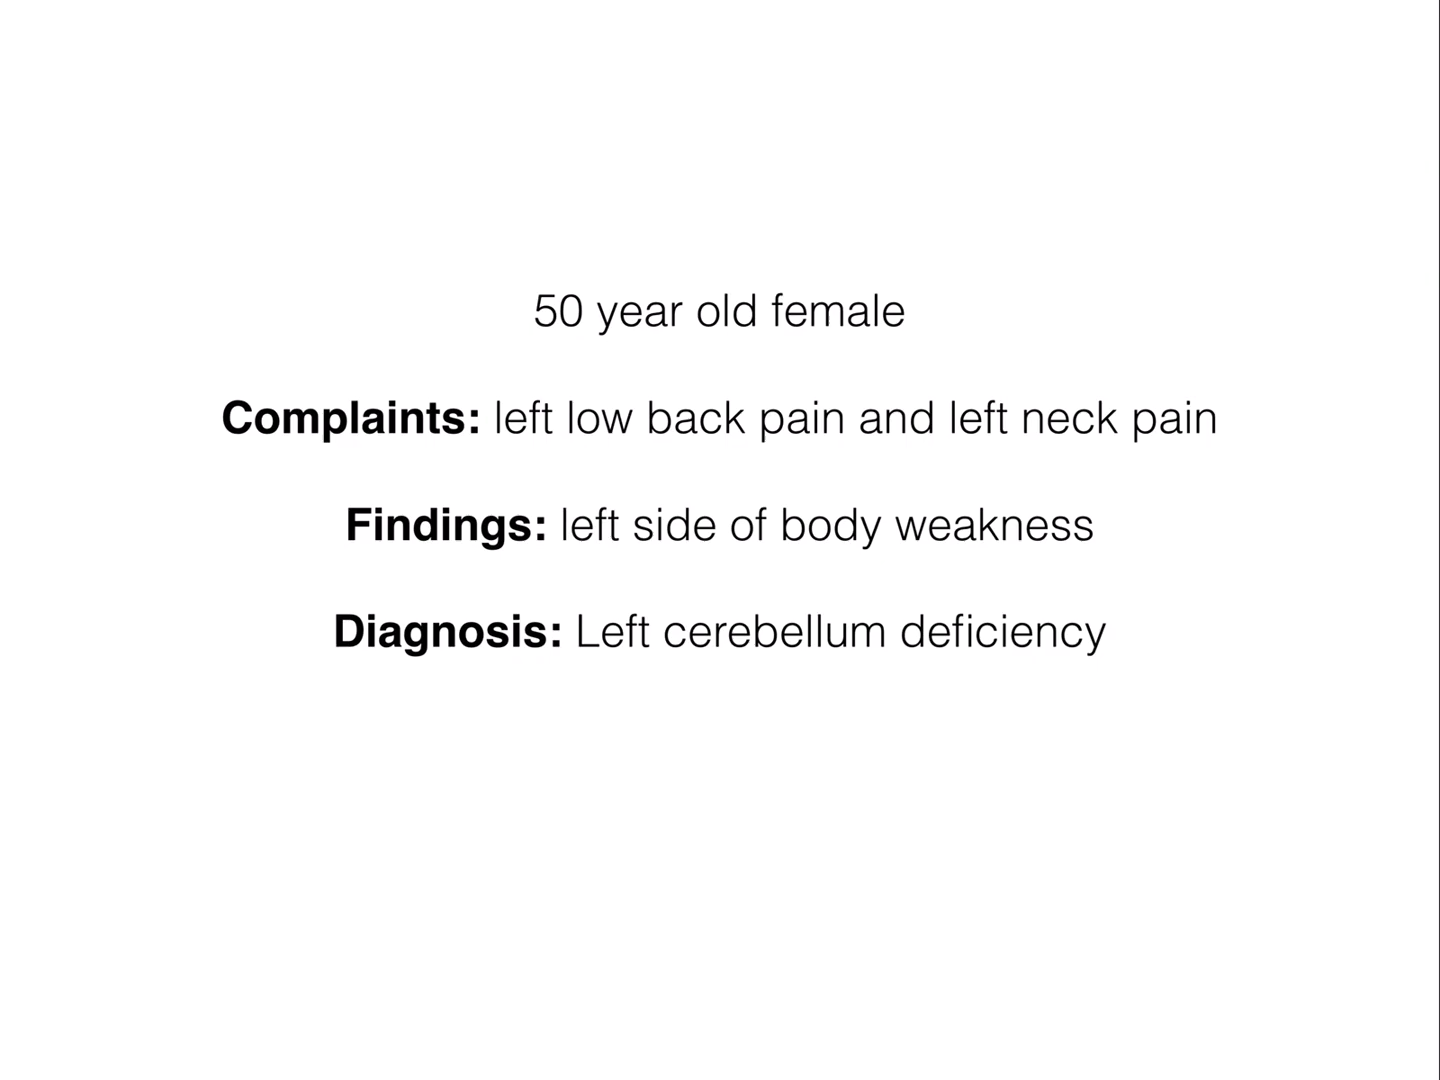 50 year old female
Complaints: left low back pain and left neck pain
Findings: left side of body weakness
Diagnosis: Left cerebellum deficiency